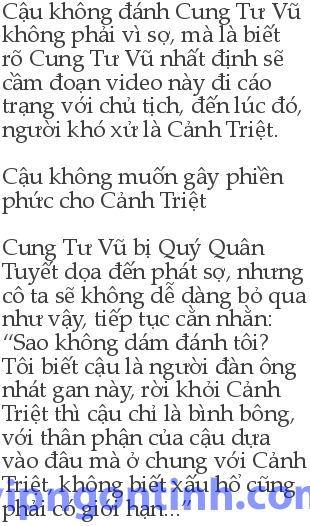 Cậu không đánh Cung Tư Vũ
không phải vì sợ, mà là biết
rõ Cung Tư Vũ nhất định sẽ
cầm đoạn video này đi cáo
trạng với chủ tịch, đến lúc đó,
người khó xử là Cảnh Triệt.
Cậu không muốn gây phiền
phức cho Cảnh Triệt
Cung Tư Vũ bị Quý Quân
Tuyết dọa đến phát sợ, nhưng
cô ta sẽ không dễ dàng bỏ qua
như vậy, tiếp tục cằn nhằn:
“Sao không dám đánh tôi?
Tôi biết cậu là người đàn ông
nhát gan này, rời khỏi Cảnh
Triệt thì cậu chỉ là bình bông,
với thân phận của cậu dựa
vào đâu mà ở chung với Cảnh
Triệt, không biết xấu hổ cũng
phải có giới hạn...”
vipngontinh.com